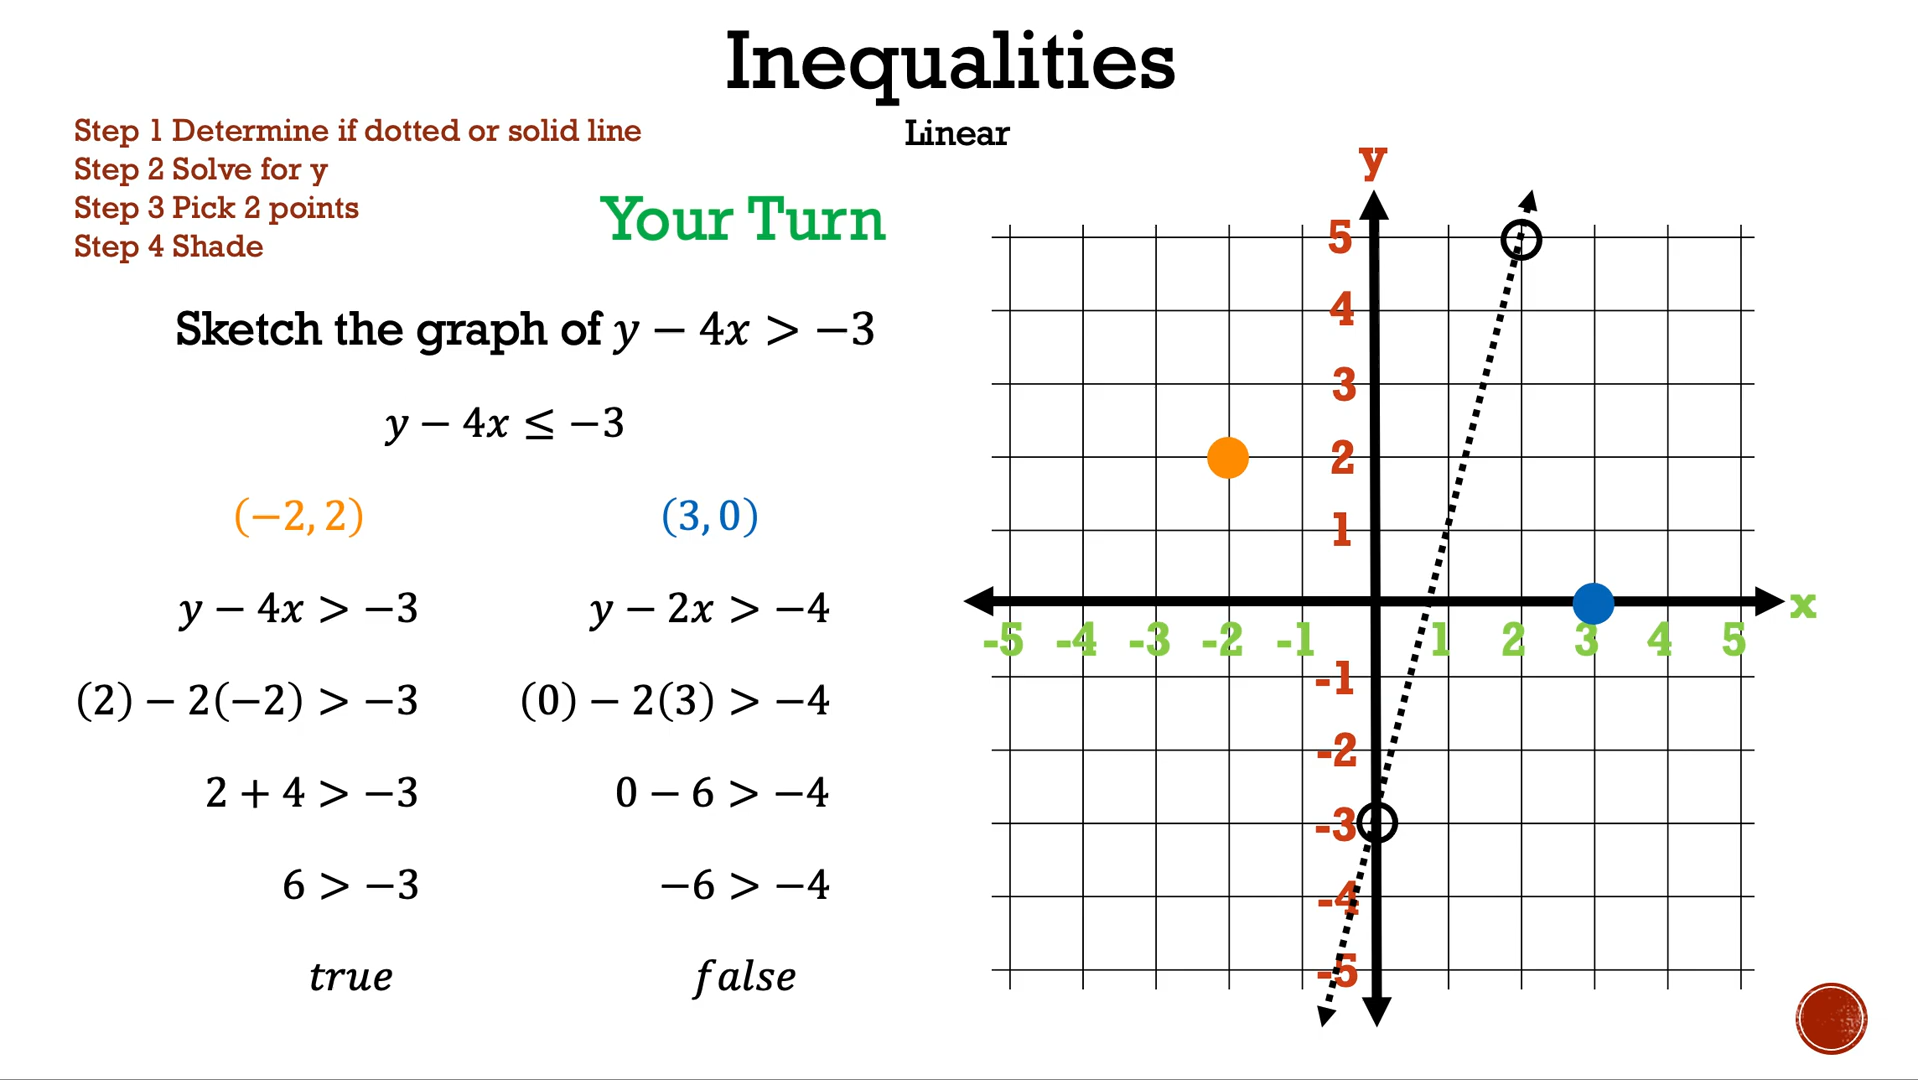 Inequalities
Linear
Step 1 Determine if dotted or solid line
Step 2 Solve for y
Step 3 Pick 2 points
Step 4 Shade
Your Turn
Sketch the graph of y − 4x > −3
y − 4x ≤ −3
(−2, 2)
y − 4x > −3
(2) − 2(−2) > −3
2 + 4 > −3
6 > −3
true
(3, 0)
y − 2x > −4
(0) − 2(3) > −4
0 − 6 > −4
−6 > −4
false
y
5
4
3
2
1
-5 -4 -3 -2 -1 1 2 3 4 5 x
-1
-2
-3
-4
-5